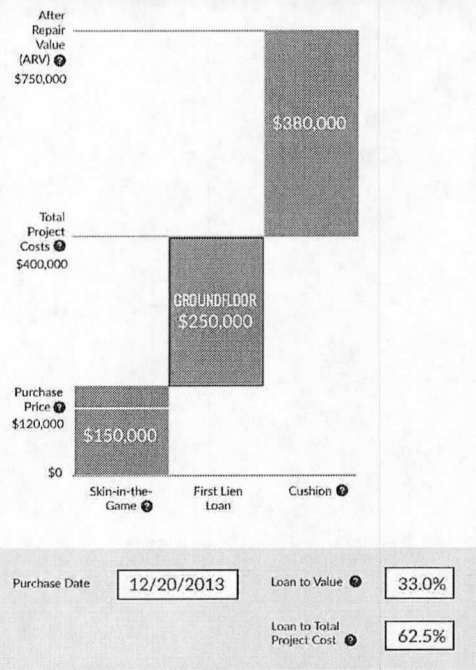 After
Repair
Value
(ARV) ?
$750,000
$380,000
Total
Project
Costs ?
$400,000
GROUNDFLOOR
$250,000
Purchase
Price ?
$120,000
$150,000
$0
Skin-in-the-
Game ?
First Lien
Loan
Cushion ?
Purchase Date
12/20/2013
Loan to Value ?
33.0%
Loan to Total
Project Cost ?
62.5%